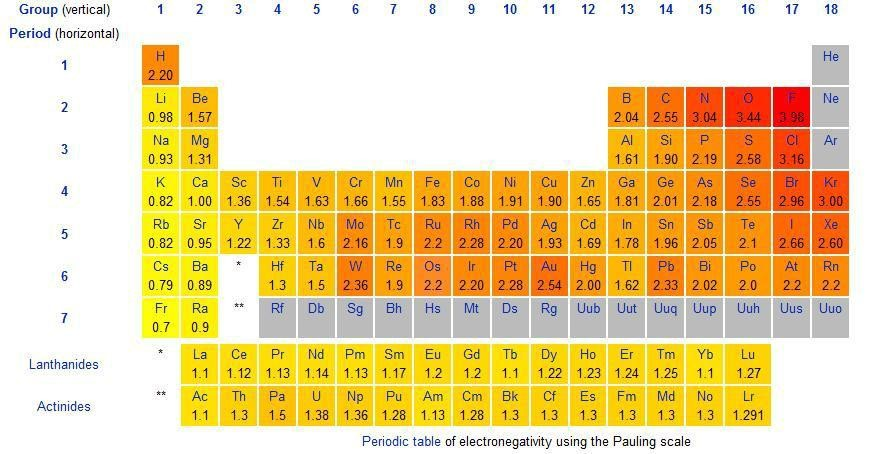 Group (vertical) 1 2 3 4 5 6 7 8 9 10 11 12 13 14 15 16 17 18
Period (horizontal)
1 H He
2.20
2 Li Be B C N O F Ne
0.98 1.57 2.04 2.55 3.04 3.44 3.98
3 Na Mg Al Si P S Cl Ar
0.93 1.31 1.61 1.90 2.19 2.58 3.16
4 K Ca Sc Ti V Cr Mn Fe Co Ni Cu Zn Ga Ge As Se Br Kr
0.82 1.00 1.36 1.54 1.63 1.66 1.55 1.83 1.88 1.91 1.90 1.65 1.81 2.01 2.18 2.55 2.96 3.00
5 Rb Sr Y Zr Nb Mo Tc Ru Rh Pd Ag Cd In Sn Sb Te I Xe
0.82 0.95 1.22 1.33 1.6 2.16 1.9 2.2 2.28 2.20 1.93 1.69 1.78 1.96 2.05 2.1 2.66 2.60
6 Cs Ba * Hf Ta W Re Os Ir Pt Au Hg Tl Pb Bi Po At Rn
0.79 0.89 1.3 1.5 2.36 1.9 2.2 2.20 2.28 2.54 2.00 1.62 2.33 2.02 2.0 2.2 2.2
7 Fr Ra ** Rf Db Sg Bh Hs Mt Ds Rg Uub Uut Uuq Uup Uuh Uus Uuo
0.7 0.9
Lanthanides * La Ce Pr Nd Pm Sm Eu Gd Tb Dy Ho Er Tm Yb Lu
1.1 1.12 1.13 1.14 1.13 1.17 1.2 1.2 1.1 1.22 1.23 1.24 1.25 1.1 1.27
Actinides ** Ac Th Pa U Np Pu Am Cm Bk Cf Es Fm Md No Lr
1.1 1.3 1.5 1.38 1.36 1.28 1.13 1.28 1.3 1.3 1.3 1.3 1.3 1.3 1.291
Periodic table of electronegativity using the Pauling scale